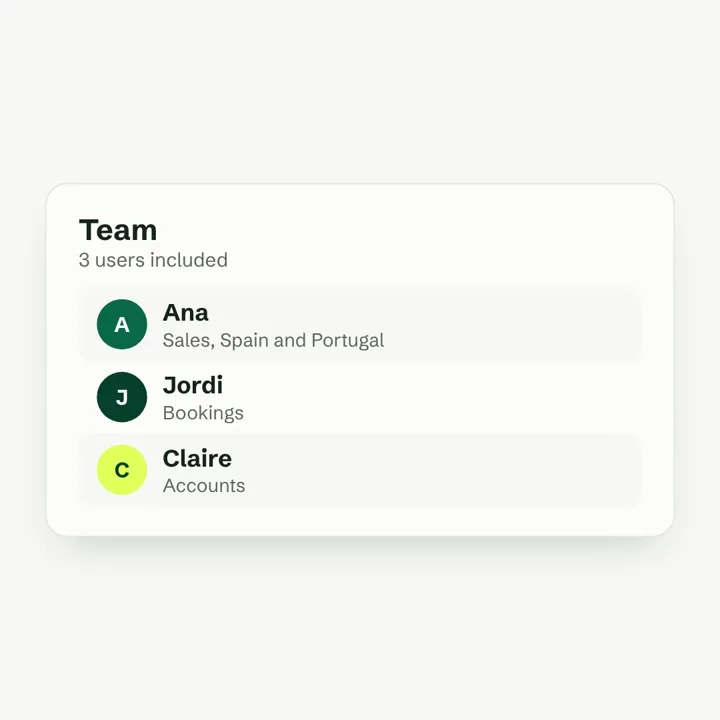 Team
3 users included
A
Ana
Sales, Spain and Portugal
J
Jordi
Bookings
C
Claire
Accounts